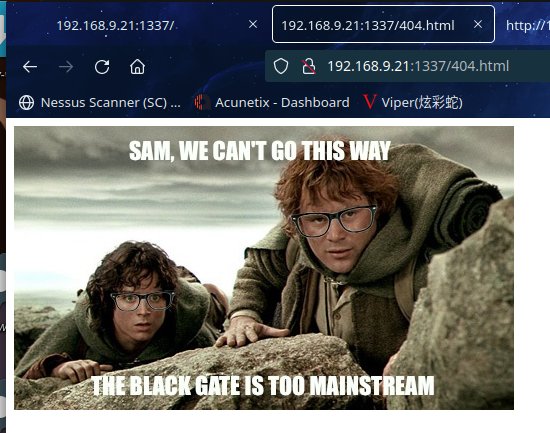 192.168.9.21:1337/
192.168.9.21:1337/404.html
http://1
192.168.9.21:1337/404.html
Nessus Scanner (SC) ...
Acunetix - Dashboard
Viper(炫彩蛇)
SAM, WE CAN'T GO THIS WAY
THE BLACK GATE IS TOO MAINSTREAM